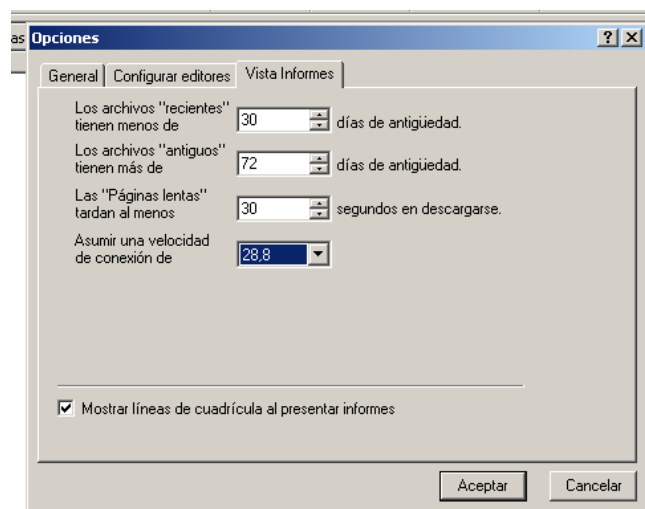 as
Opciones
General Configurar editores Vista Informes
Los archivos "recientes"
tienen menos de 30 días de antigüedad.
Los archivos "antiguos"
tienen más de 72 días de antigüedad.
Las "Páginas lentas"
tardan al menos 30 segundos en descargarse.
Asumir una velocidad
de conexión de 28,8
Mostrar líneas de cuadrícula al presentar informes
Aceptar Cancelar